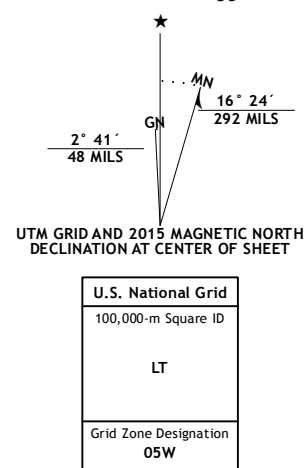 ★
MN
GN
16° 24´
292 MILS
2° 41´
48 MILS
UTM GRID AND 2015 MAGNETIC NORTH
DECLINATION AT CENTER OF SHEET
U.S. National Grid
100,000-m Square ID
LT
Grid Zone Designation
05W